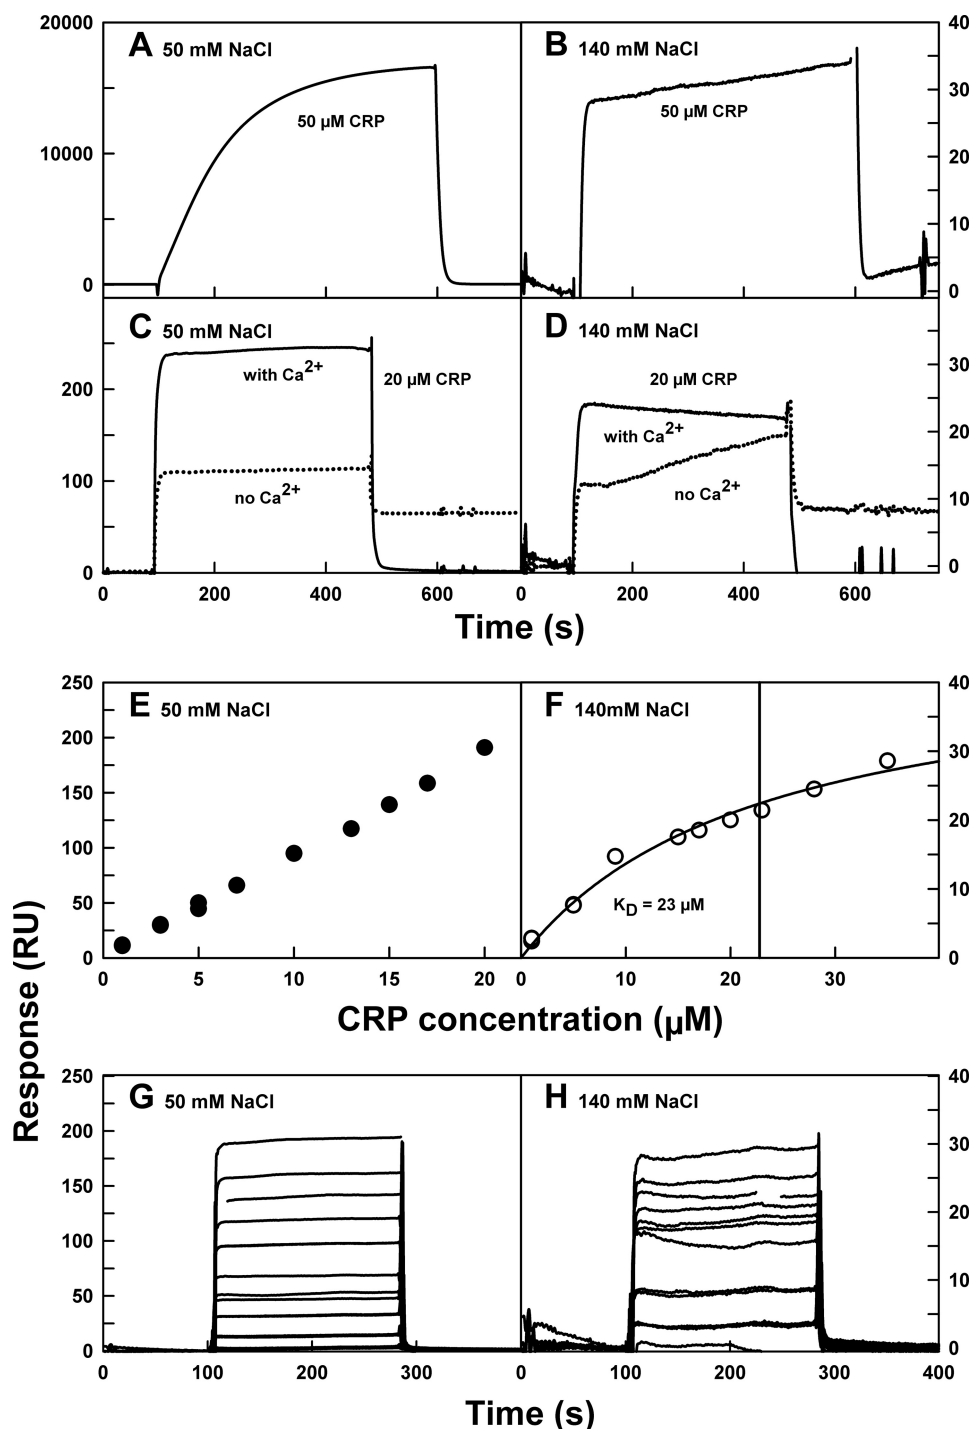 A 50 mM NaCl
B 140 mM NaCl
20000
10000
0
40
30
20
10
0
50 µM CRP
50 µM CRP
C 50 mM NaCl
D 140 mM NaCl
200
100
0
30
20
10
0
with Ca2+
20 µM CRP
no Ca2+
20 µM CRP
with Ca2+
no Ca2+
0 200 400 600
0 200 400 600
Time (s)
E 50 mM NaCl
F 140mM NaCl
250
200
150
100
50
0
40
30
20
10
0
KD = 23 µM
0 5 10 15 20
0 10 20 30
CRP concentration (µM)
Response (RU)
G 50 mM NaCl
H 140 mM NaCl
250
200
150
100
50
0
40
30
20
10
0
0 100 200 300
0 100 200 300 400
Time (s)